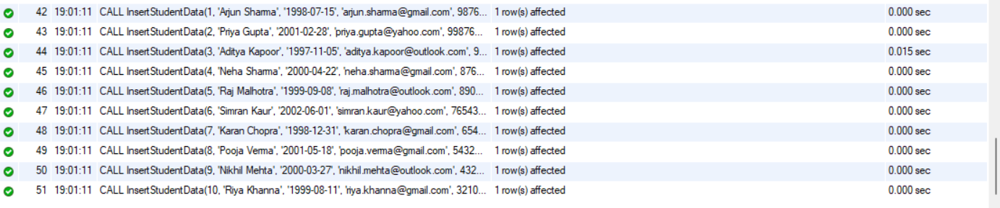 42 19:01:11 CALL InsertStudentData(1, 'Arjun Sharma', '1998-07-15', 'arjun.sharma@gmail.com', 9876... 1 row(s) affected 0.000 sec
43 19:01:11 CALL InsertStudentData(2, 'Priya Gupta', '2001-02-28', 'priya.gupta@yahoo.com', 99876... 1 row(s) affected 0.000 sec
44 19:01:11 CALL InsertStudentData(3, 'Aditya Kapoor', '1997-11-05', 'aditya.kapoor@outlook.com', 9... 1 row(s) affected 0.015 sec
45 19:01:11 CALL InsertStudentData(4, 'Neha Sharma', '2000-04-22', 'neha.sharma@gmail.com', 876... 1 row(s) affected 0.000 sec
46 19:01:11 CALL InsertStudentData(5, 'Raj Malhotra', '1999-09-08', 'raj.malhotra@outlook.com', 890... 1 row(s) affected 0.000 sec
47 19:01:11 CALL InsertStudentData(6, 'Simran Kaur', '2002-06-01', 'simran.kaur@yahoo.com', 76543... 1 row(s) affected 0.000 sec
48 19:01:11 CALL InsertStudentData(7, 'Karan Chopra', '1998-12-31', 'karan.chopra@gmail.com', 654... 1 row(s) affected 0.000 sec
49 19:01:11 CALL InsertStudentData(8, 'Pooja Verma', '2001-05-18', 'pooja.verma@gmail.com', 5432... 1 row(s) affected 0.000 sec
50 19:01:11 CALL InsertStudentData(9, 'Nikhil Mehta', '2000-03-27', 'nikhil.mehta@outlook.com', 432... 1 row(s) affected 0.000 sec
51 19:01:11 CALL InsertStudentData(10, 'Riya Khanna', '1999-08-11', 'riya.khanna@gmail.com', 3210... 1 row(s) affected 0.000 sec